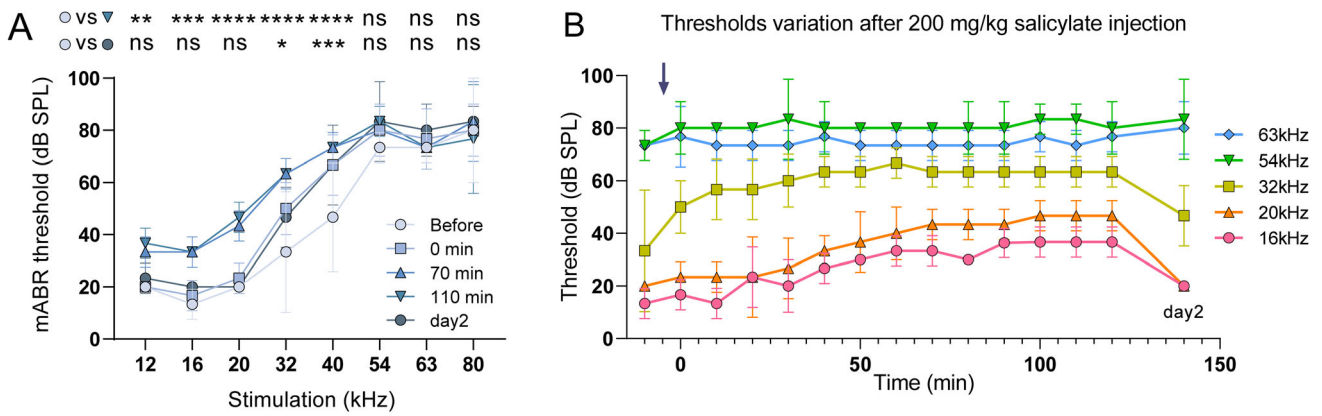 A
vs
**
***
****
****
****
ns
ns
ns
vs
ns
ns
ns
*
***
ns
ns
ns
mABR threshold (dB SPL)
100
80
60
40
20
0
12
16
20
32
40
54
63
80
Stimulation (kHz)
Before
0 min
70 min
110 min
day2
B
Thresholds variation after 200 mg/kg salicylate injection
Threshold (dB SPL)
100
80
60
40
20
0
0
50
100
150
Time (min)
day2
63kHz
54kHz
32kHz
20kHz
16kHz